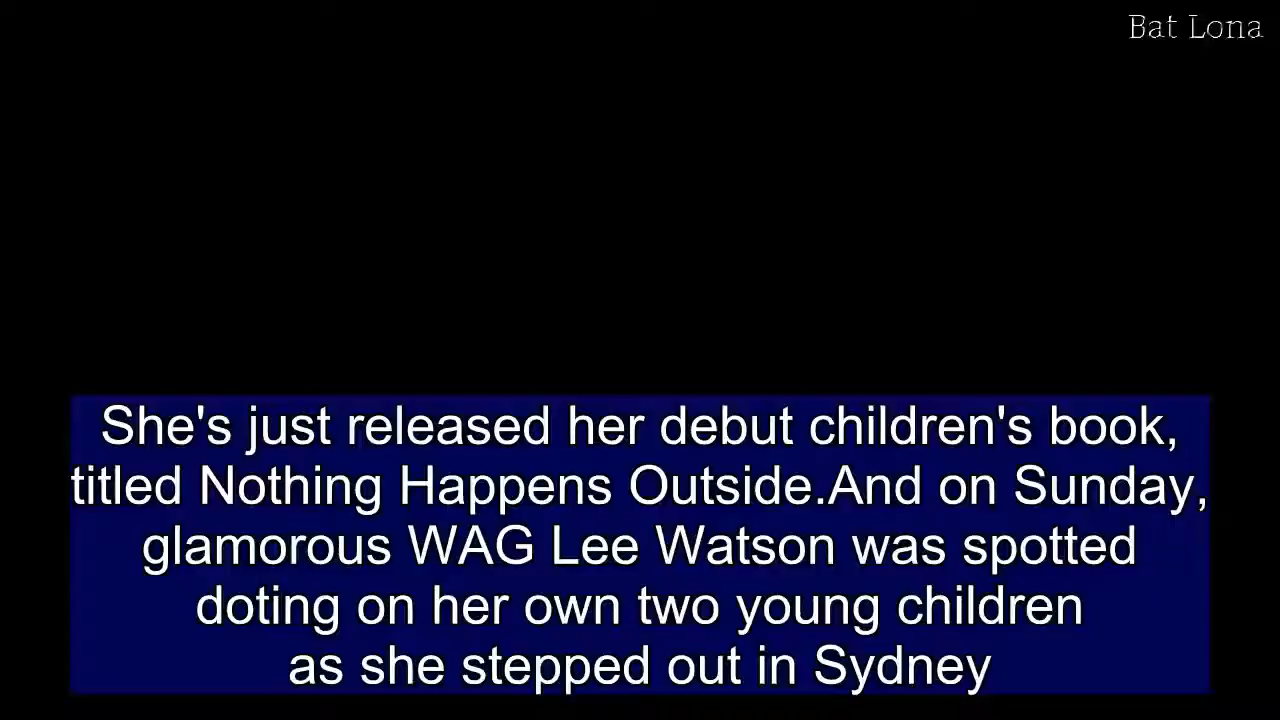 Bat Lona
She's just released her debut children's book,
titled Nothing Happens Outside.And on Sunday,
glamorous WAG Lee Watson was spotted
doting on her own two young children
as she stepped out in Sydney